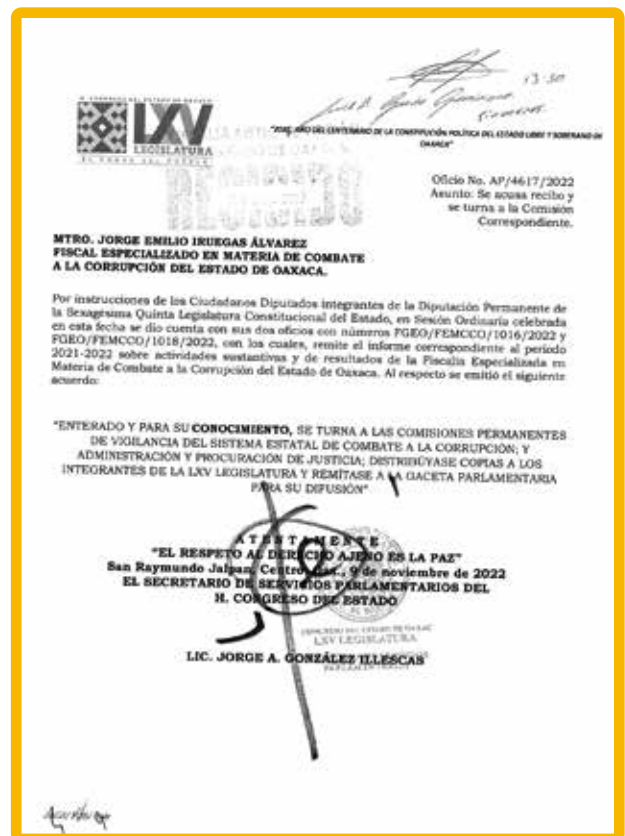 13:30
H. CONGRESO DEL ESTADO DE OAXACA
LXV
LEGISLATURA
EL PODER DEL PUEBLO
"2022, AÑO DEL CENTENARIO DE LA CONSTITUCIÓN POLÍTICA DEL ESTADO LIBRE Y SOBERANO DE
OAXACA"
RECIBIDO
Oficio No. AP/4617/2022
Asunto: Se acusa recibo y
se turna a la Comisión
Correspondiente.
MTRO. JORGE EMILIO IRUEGAS ÁLVAREZ
FISCAL ESPECIALIZADO EN MATERIA DE COMBATE
A LA CORRUPCIÓN DEL ESTADO DE OAXACA.
Por instrucciones de los Ciudadanos Diputados integrantes de la Diputación Permanente de
la Sexagésima Quinta Legislatura Constitucional del Estado, en Sesión Ordinaria celebrada
en esta fecha se dio cuenta con sus dos oficios con números FGEO/FEMCCO/1016/2022 y
FGEO/FEMCCO/1018/2022, con los cuales, remite el informe correspondiente al periodo
2021-2022 sobre actividades sustantivas y de resultados de la Fiscalía Especializada en
Materia de Combate a la Corrupción del Estado de Oaxaca. Al respecto se emitió el siguiente
acuerdo:
"ENTERADO Y PARA SU CONOCIMIENTO, SE TURNA A LAS COMISIONES PERMANENTES
DE VIGILANCIA DEL SISTEMA ESTATAL DE COMBATE A LA CORRUPCIÓN; Y
ADMINISTRACIÓN Y PROCURACIÓN DE JUSTICIA; DISTRIBÚYASE COPIAS A LOS
INTEGRANTES DE LA LXV LEGISLATURA Y REMÍTASE A LA GACETA PARLAMENTARIA
PARA SU DIFUSIÓN"
ATENTAMENTE
"EL RESPETO AL DERECHO AJENO ES LA PAZ"
San Raymundo Jalpan, Centro, Oax., 9 de noviembre de 2022
EL SECRETARIO DE SERVICIOS PARLAMENTARIOS DEL
H. CONGRESO DEL ESTADO
LXV LEGISLATURA
LIC. JORGE A. GONZÁLEZ ILLESCAS